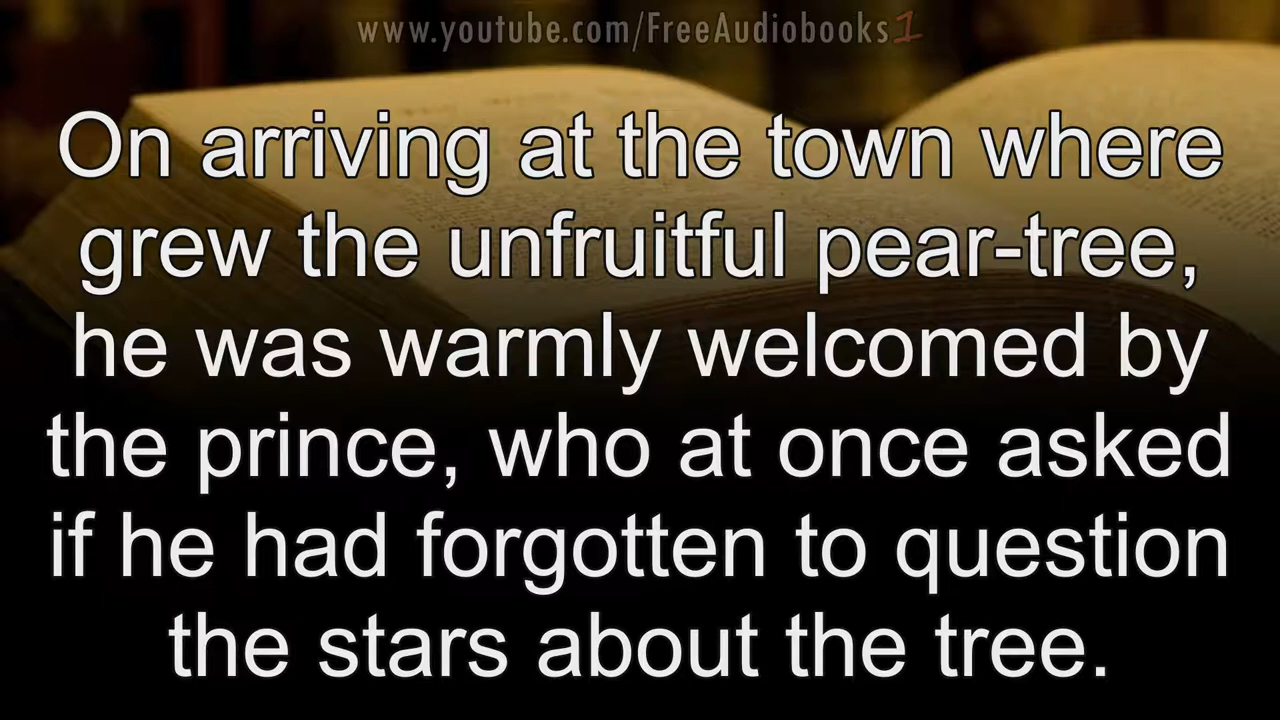 www.youtube.com/FreeAudiobooks1
On arriving at the town where
grew the unfruitful pear-tree,
he was warmly welcomed by
the prince, who at once asked
if he had forgotten to question
the stars about the tree.